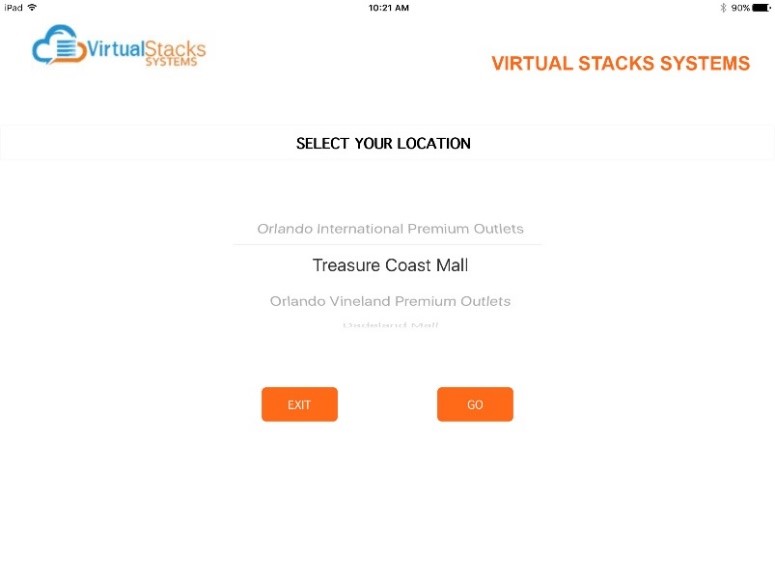 iPad 10:21 AM 90%
VirtualStacks
SYSTEMS
VIRTUAL STACKS SYSTEMS
SELECT YOUR LOCATION
Orlando International Premium Outlets
Treasure Coast Mall
Orlando Vineland Premium Outlets
Mall
EXIT GO